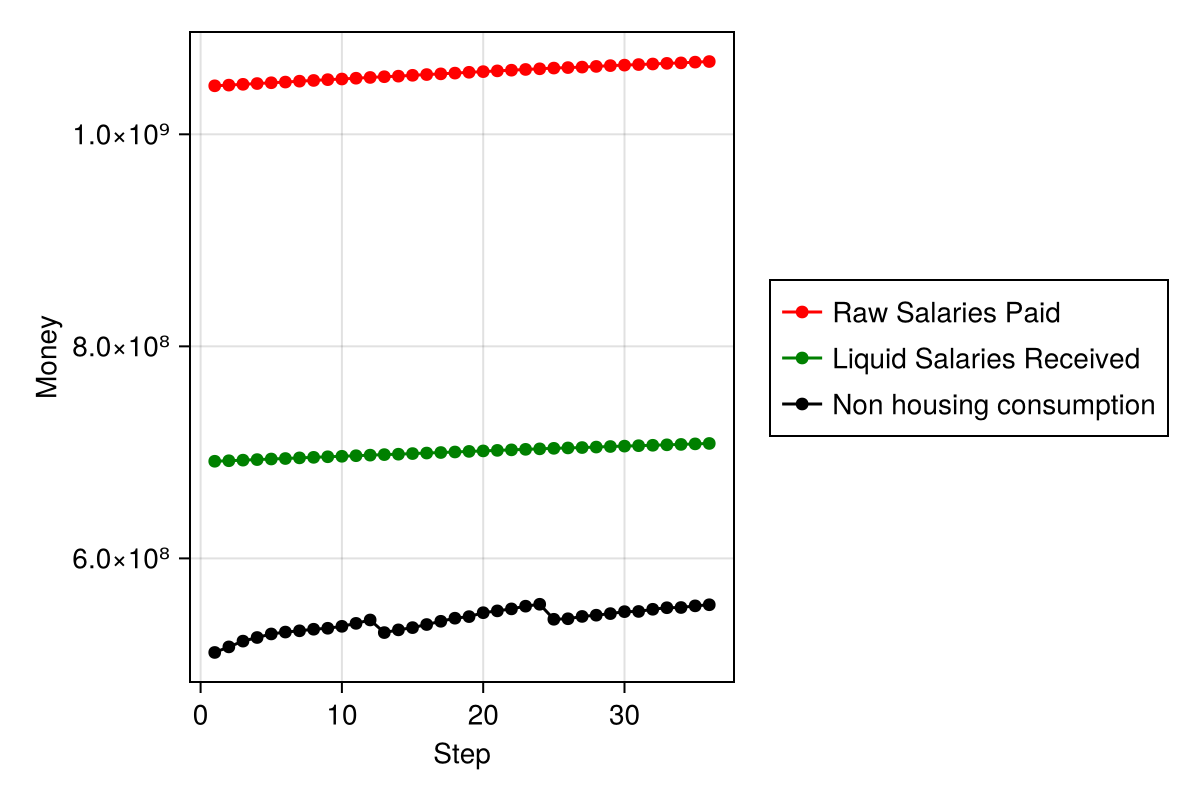 1.0×10⁹
8.0×10⁸
6.0×10⁸
Money
0 10 20 30
Step
Raw Salaries Paid
Liquid Salaries Received
Non housing consumption